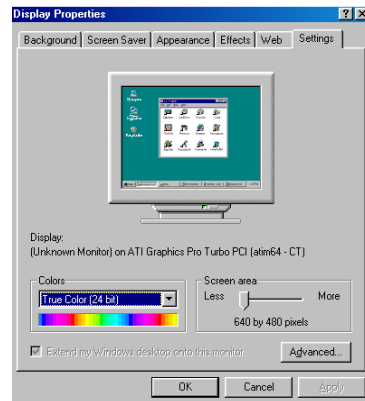 Display Properties
Background Screen Saver Appearance Effects Web Settings
Display:
(Unknown Monitor) on ATI Graphics Pro Turbo PCI (atim64 - CT)
Colors
True Color (24 bit)
Screen area
Less More
640 by 480 pixels
Extend my Windows desktop onto this monitor
Advanced...
OK Cancel Apply